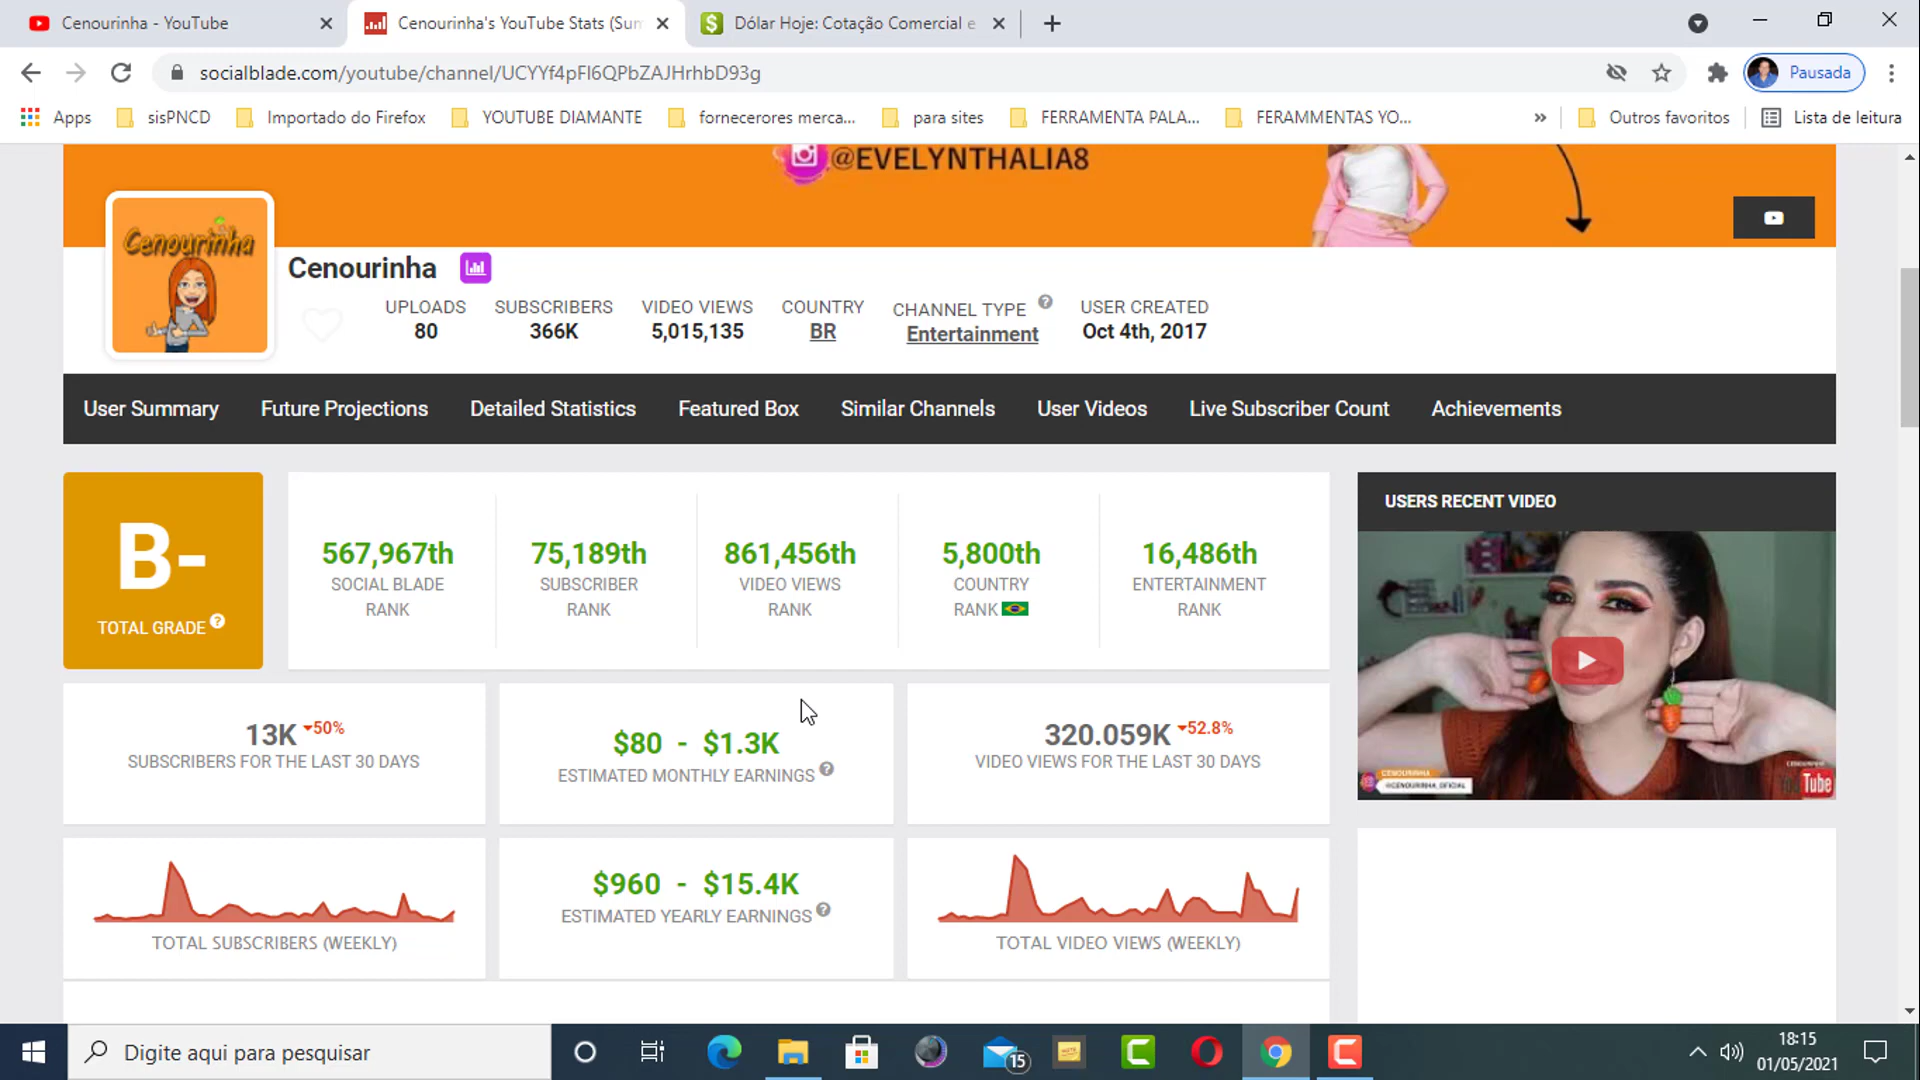 Cenourinha - YouTube
Cenourinha's YouTube Stats (Sum
Dólar Hoje: Cotação Comercial e
socialblade.com/youtube/channel/UCYYf4pFI6QPbZAJHrhbD93g
Pausada
Apps
sisPNCD
Importado do Firefox
YOUTUBE DIAMANTE
fornecerores merca...
para sites
FERRAMENTA PALA...
FERAMMENTAS YO...
»
Outros favoritos
Lista de leitura
@EVELYNTHALIA8
Cenourinha
Cenourinha
UPLOADS
80
SUBSCRIBERS
366K
VIDEO VIEWS
5,015,135
COUNTRY
BR
CHANNEL TYPE ?
Entertainment
USER CREATED
Oct 4th, 2017
User Summary
Future Projections
Detailed Statistics
Featured Box
Similar Channels
User Videos
Live Subscriber Count
Achievements
B-
TOTAL GRADE ?
567,967th
SOCIAL BLADE
RANK
75,189th
SUBSCRIBER
RANK
861,456th
VIDEO VIEWS
RANK
5,800th
COUNTRY
RANK
16,486th
ENTERTAINMENT
RANK
USERS RECENT VIDEO
CENOURINHA
@CENOURINHA_OFICIAL
CENOURINHA
YouTube
13K 50%
SUBSCRIBERS FOR THE LAST 30 DAYS
$80 - $1.3K
ESTIMATED MONTHLY EARNINGS ?
320.059K 52.8%
VIDEO VIEWS FOR THE LAST 30 DAYS
TOTAL SUBSCRIBERS (WEEKLY)
$960 - $15.4K
ESTIMATED YEARLY EARNINGS ?
TOTAL VIDEO VIEWS (WEEKLY)
Digite aqui para pesquisar
15
18:15
01/05/2021